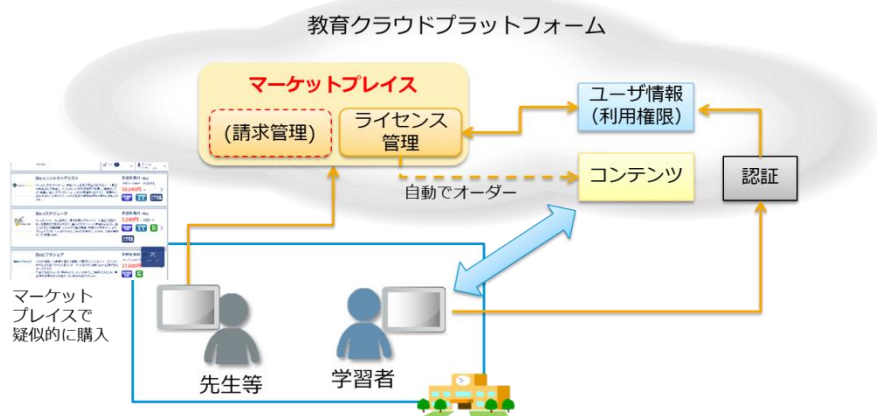 教育クラウドプラットフォーム
マーケットプレイス
(請求管理)
ライセンス
管理
ユーザ情報
(利用権限)
自動でオーダー
コンテンツ
認証
マーケット
プレイスで
疑似的に購入
先生等
学習者